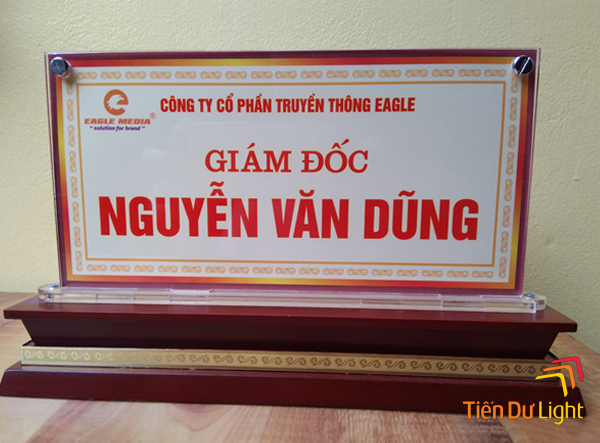 CÔNG TY CỔ PHẦN TRUYỀN THÔNG EAGLE
EAGLE MEDIA®
" solution for brand "
GIÁM ĐỐC
NGUYỄN VĂN DŨNG
Tiến Dư Light